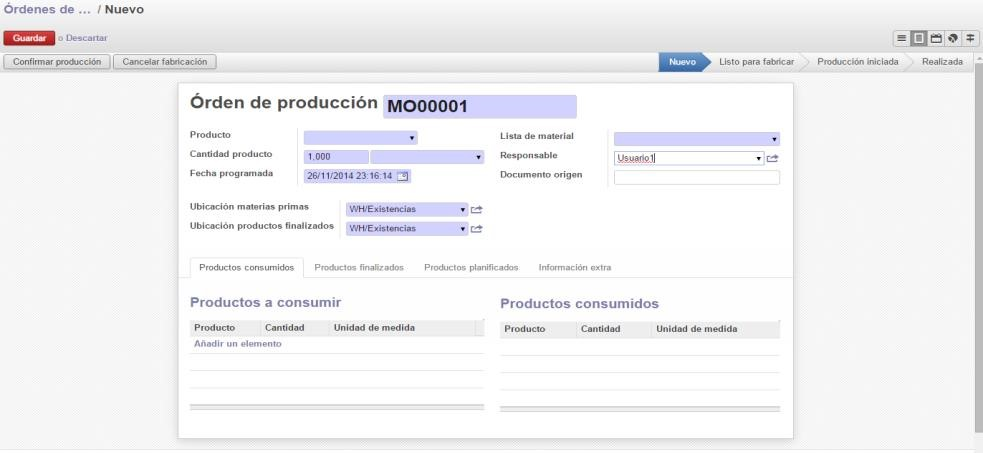 Órdenes de ... / Nuevo
Guardar o Descartar
Confirmar producción Cancelar fabricación Nuevo Listo para fabricar Producción iniciada Realizada
Órden de producción MO00001
Producto Lista de material
Cantidad producto 1,000 Responsable Usuario1
Fecha programada 26/11/2014 23:16:14 Documento origen
Ubicación materias primas WH/Existencias
Ubicación productos finalizados WH/Existencias
Productos consumidos Productos finalizados Productos planificados Información extra
Productos a consumir Productos consumidos
Producto Cantidad Unidad de medida Producto Cantidad Unidad de medida
Añadir un elemento